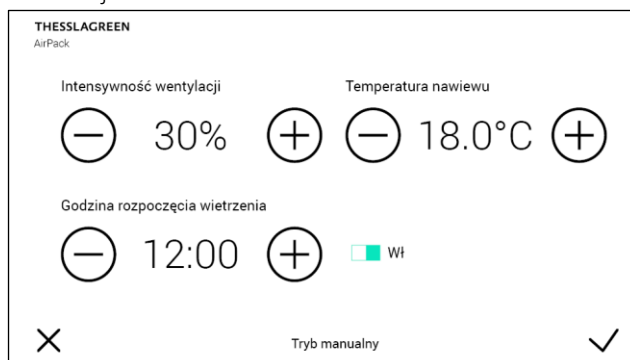 THESSLAGREEN
AirPack
Intensywność wentylacji
Temperatura nawiewu
30%
18.0°C
Godzina rozpoczęcia wietrzenia
12:00
Wł
Tryb manualny